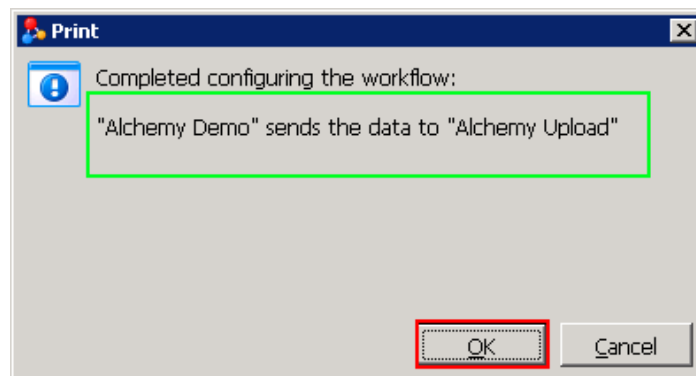 Print
Completed configuring the workflow:
"Alchemy Demo" sends the data to "Alchemy Upload"
OK
Cancel